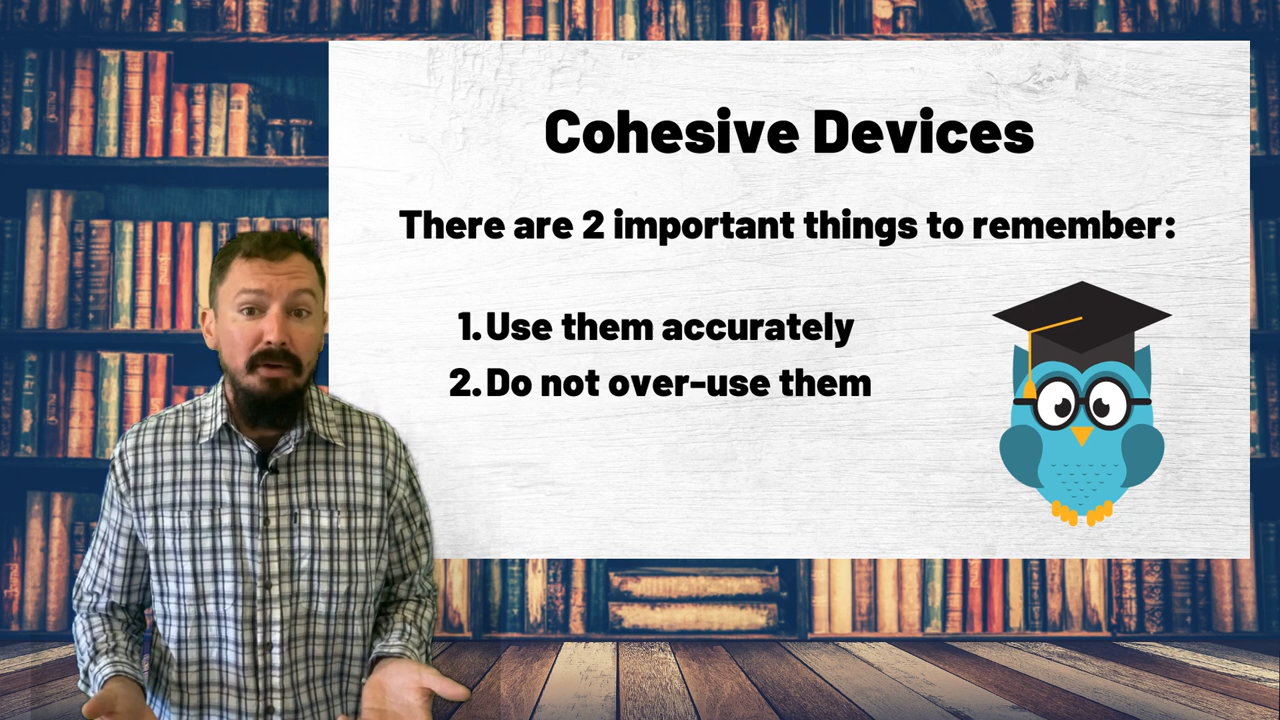 Cohesive Devices
There are 2 important things to remember:
1. Use them accurately
2. Do not over-use them